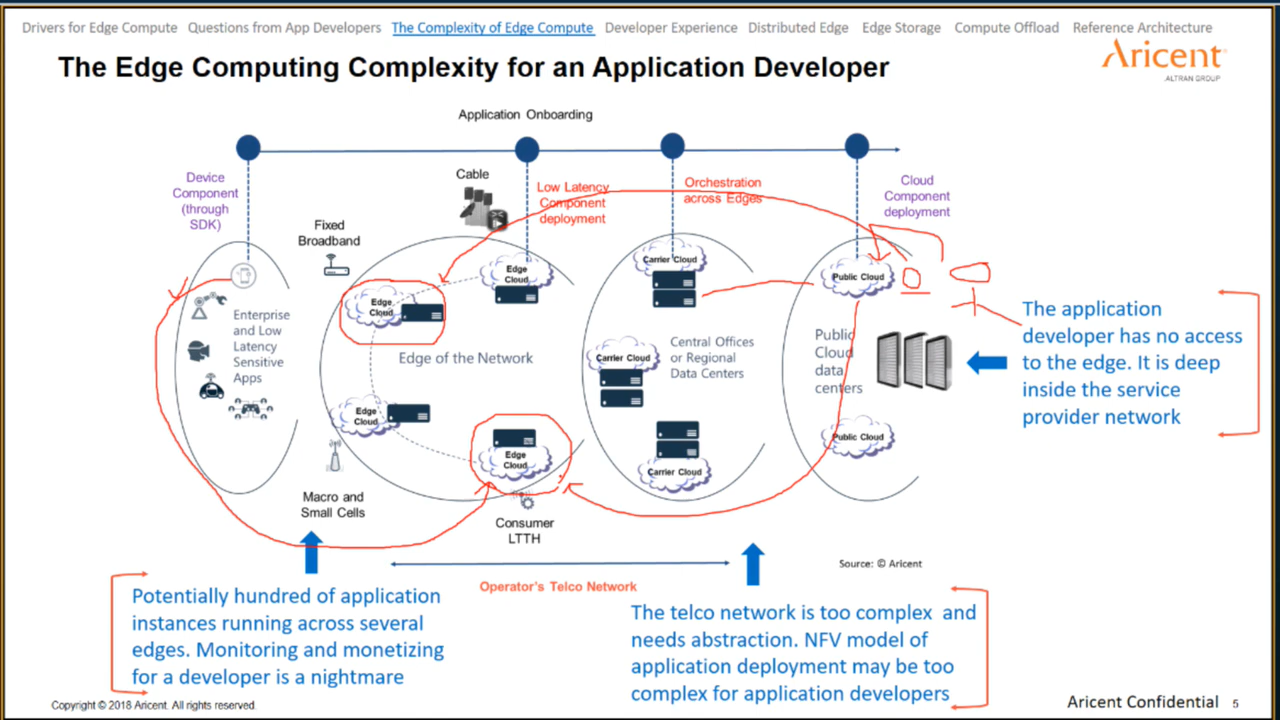 Drivers for Edge Compute Questions from App Developers The Complexity of Edge Compute Developer Experience Distributed Edge Edge Storage Compute Offload Reference Architecture
The Edge Computing Complexity for an Application Developer
Aricent
ALTRAN GROUP
Application Onboarding
Device
Component
(through
SDK)
Fixed
Broadband
Cable
Low Latency
Component
deployment
Orchestration
across Edges
Cloud
Component
deployment
Enterprise
and Low
Latency
Sensitive
Apps
Edge
Cloud
Edge
Cloud
Edge of the Network
Edge
Cloud
Edge
Cloud
Macro and
Small Cells
Consumer
LTTH
Carrier Cloud
Carrier Cloud
Central Offices
or Regional
Data Centers
Carrier Cloud
Public Cloud
Public
Cloud
data
centers
Public Cloud
The application
developer has no access
to the edge. It is deep
inside the service
provider network
Source: © Aricent
Operator's Telco Network
Potentially hundred of application
instances running across several
edges. Monitoring and monetizing
for a developer is a nightmare
The telco network is too complex and
needs abstraction. NFV model of
application deployment may be too
complex for application developers
Copyright © 2018 Aricent. All rights reserved.
Aricent Confidential 5